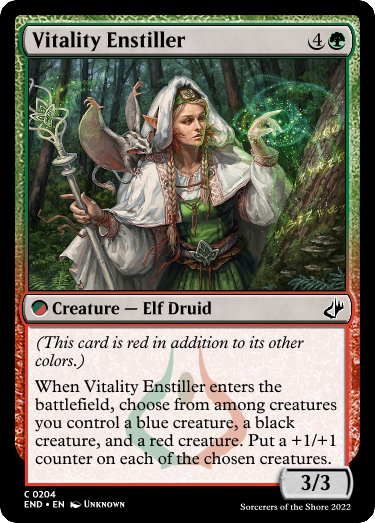 Vitality Enstiller 4
Creature — Elf Druid
(This card is red in addition to its other
colors.)
When Vitality Enstiller enters the
battlefield, choose from among creatures
you control a blue creature, a black
creature, and a red creature. Put a +1/+1
counter on each of the chosen creatures.
3/3
C 0204
END • EN Unknown
Sorcerers of the Shore 2022